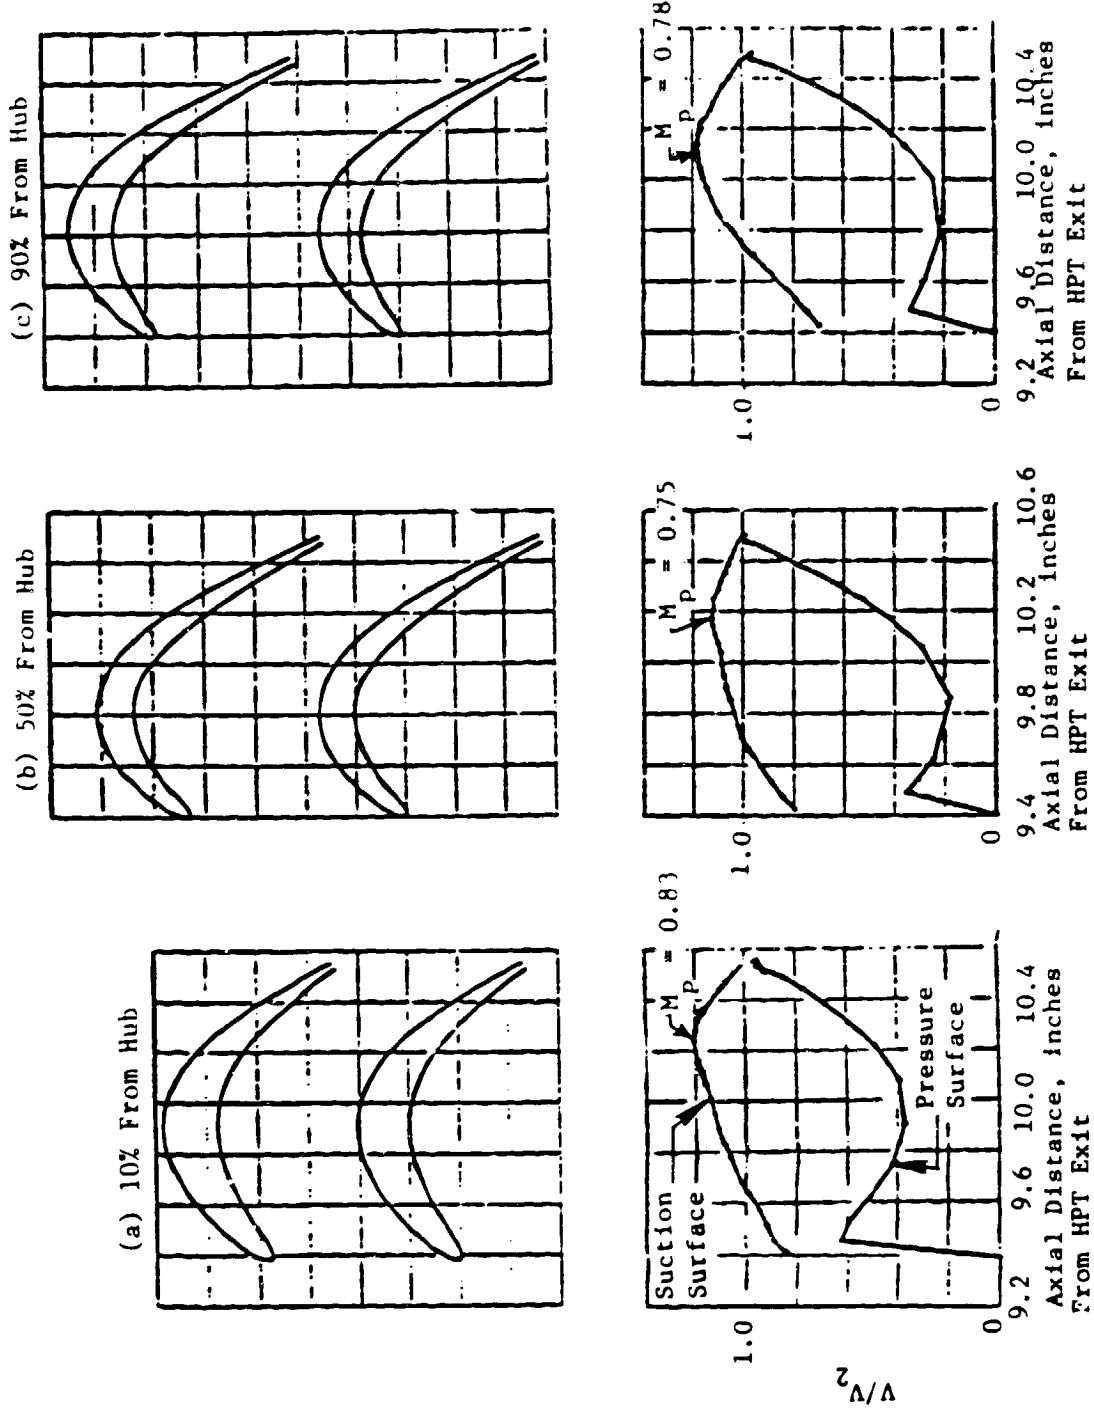 (a) 10% From Hub
(b) 50% From Hub
(c) 90% From Hub
V/V2
1.0
0
Suction
Surface
Mp = 0.83
Pressure
Surface
9.2 9.6 10.0 10.4
Axial Distance, inches
From HPT Exit
1.0
0
Mp = 0.75
9.4 9.8 10.2 10.6
Axial Distance, inches
From HPT Exit
1.0
0
Mp = 0.78
9.2 9.6 10.0 10.4
Axial Distance, inches
From HPT Exit